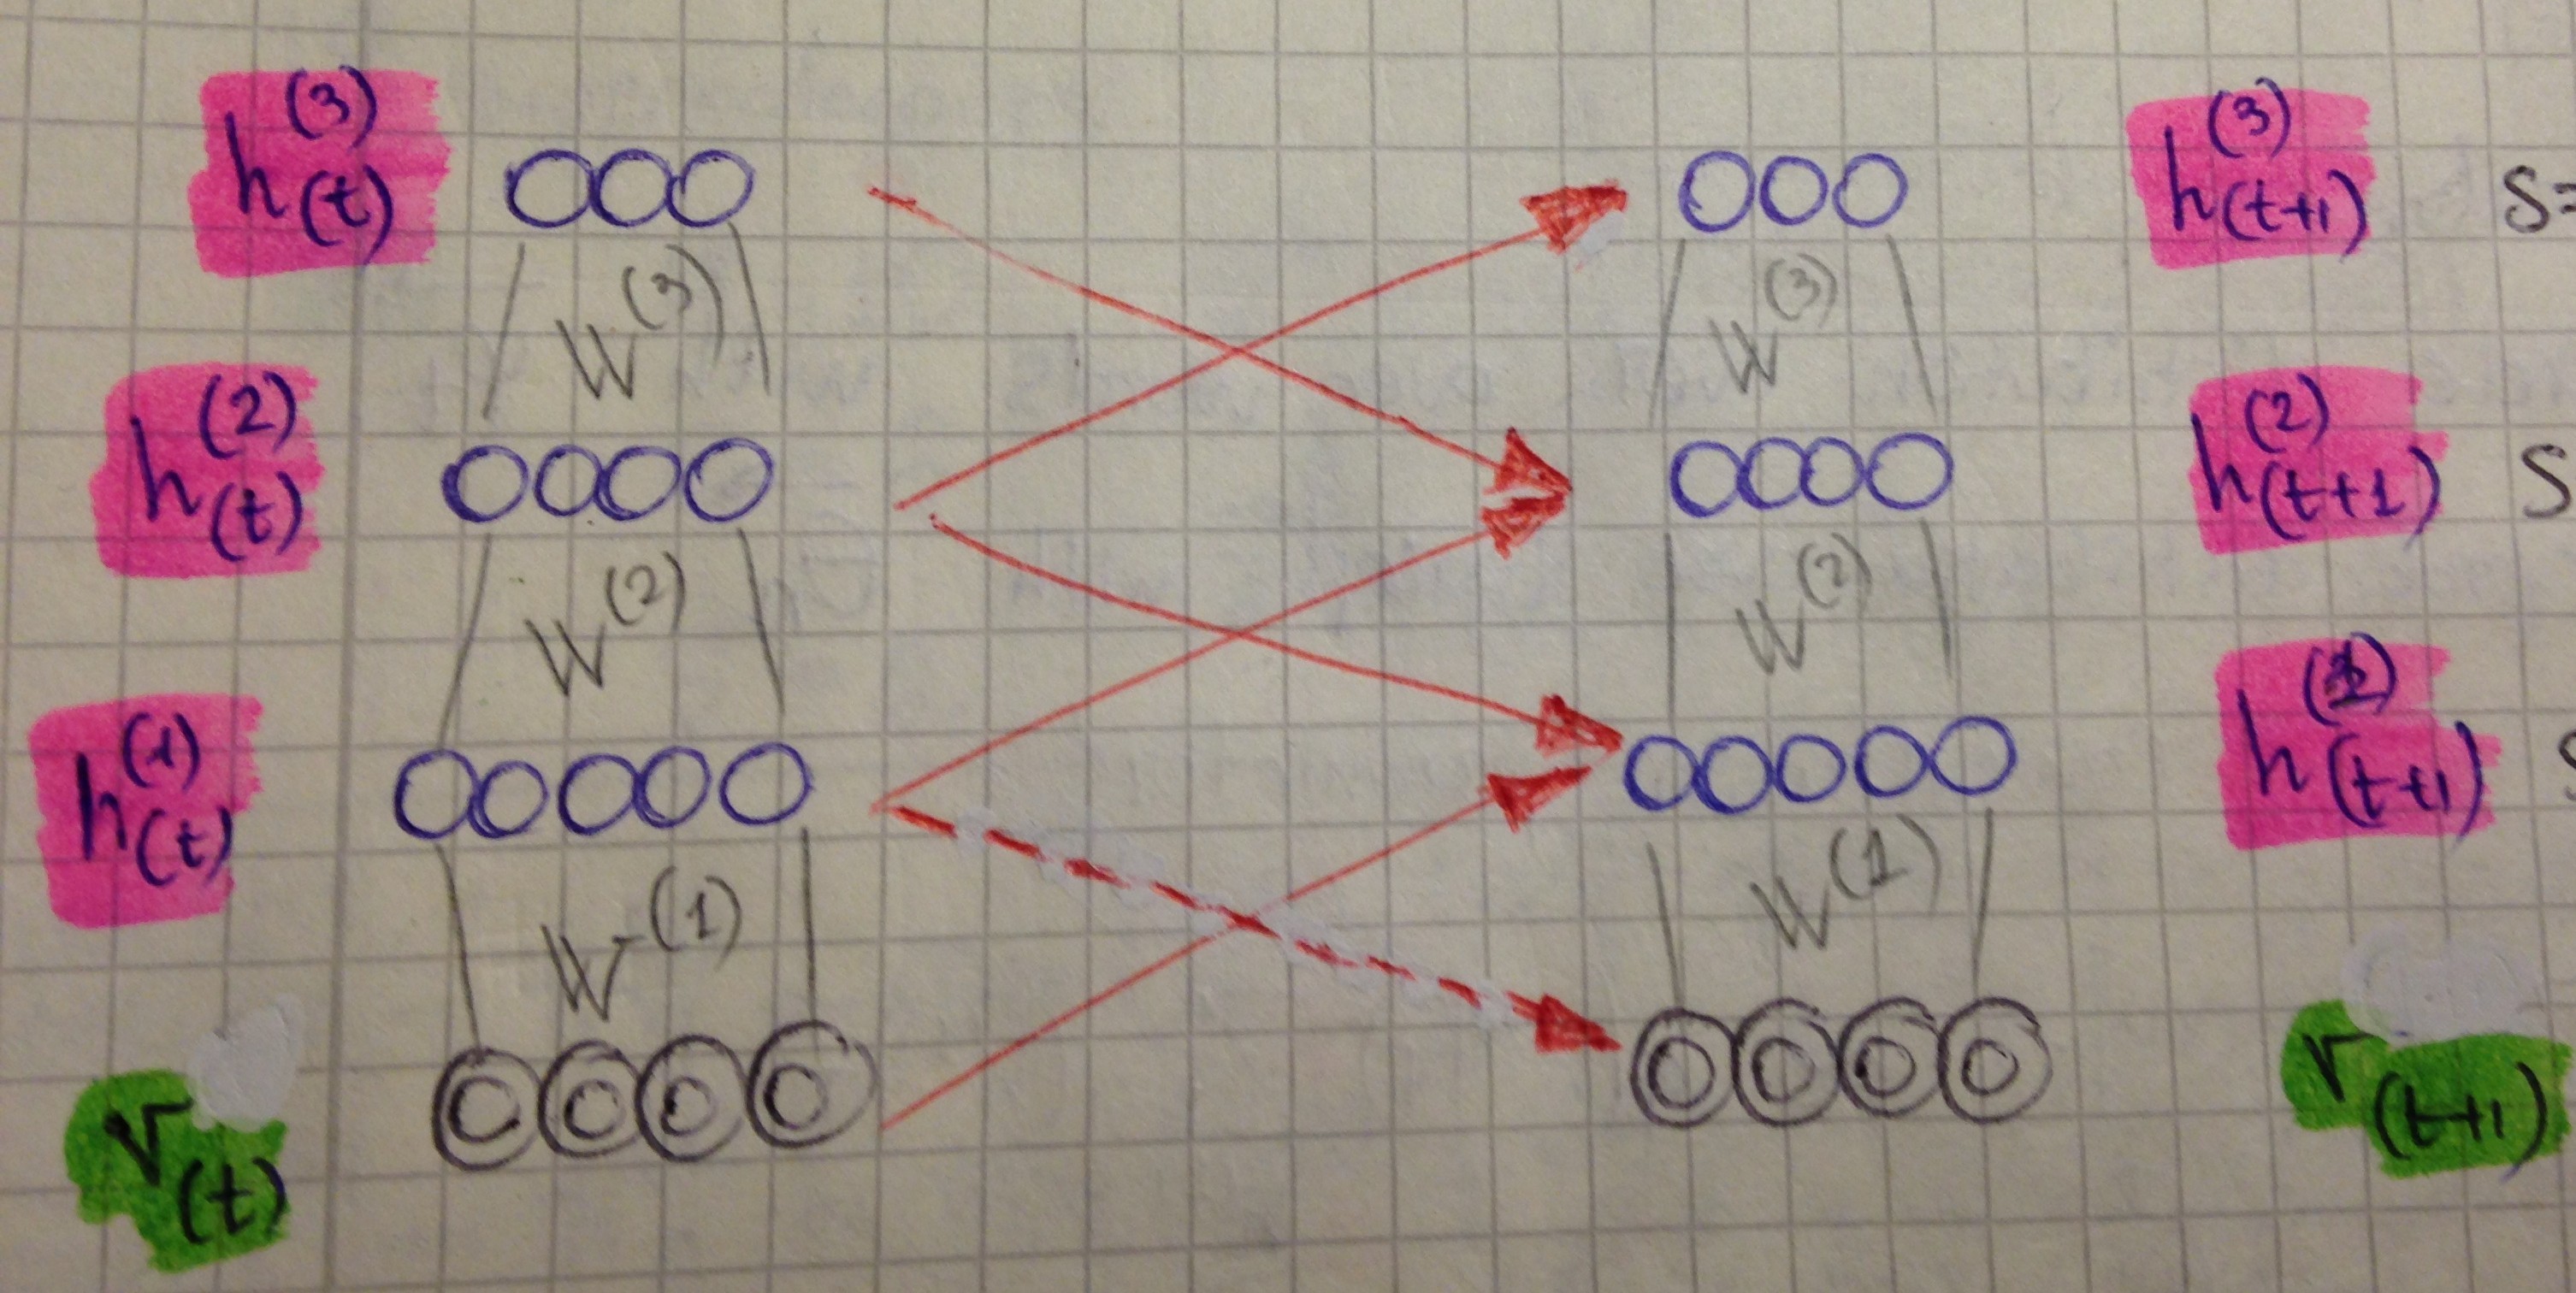 h^(3)_(t) h^(3)_(t+1) S=
W^(3) W^(3)
h^(2)_(t) h^(2)_(t+1) S
W^(2) W^(2)
h^(1)_(t) h^(1)_(t+1)
W^(1) W^(1)
v_(t) v_(t+1)